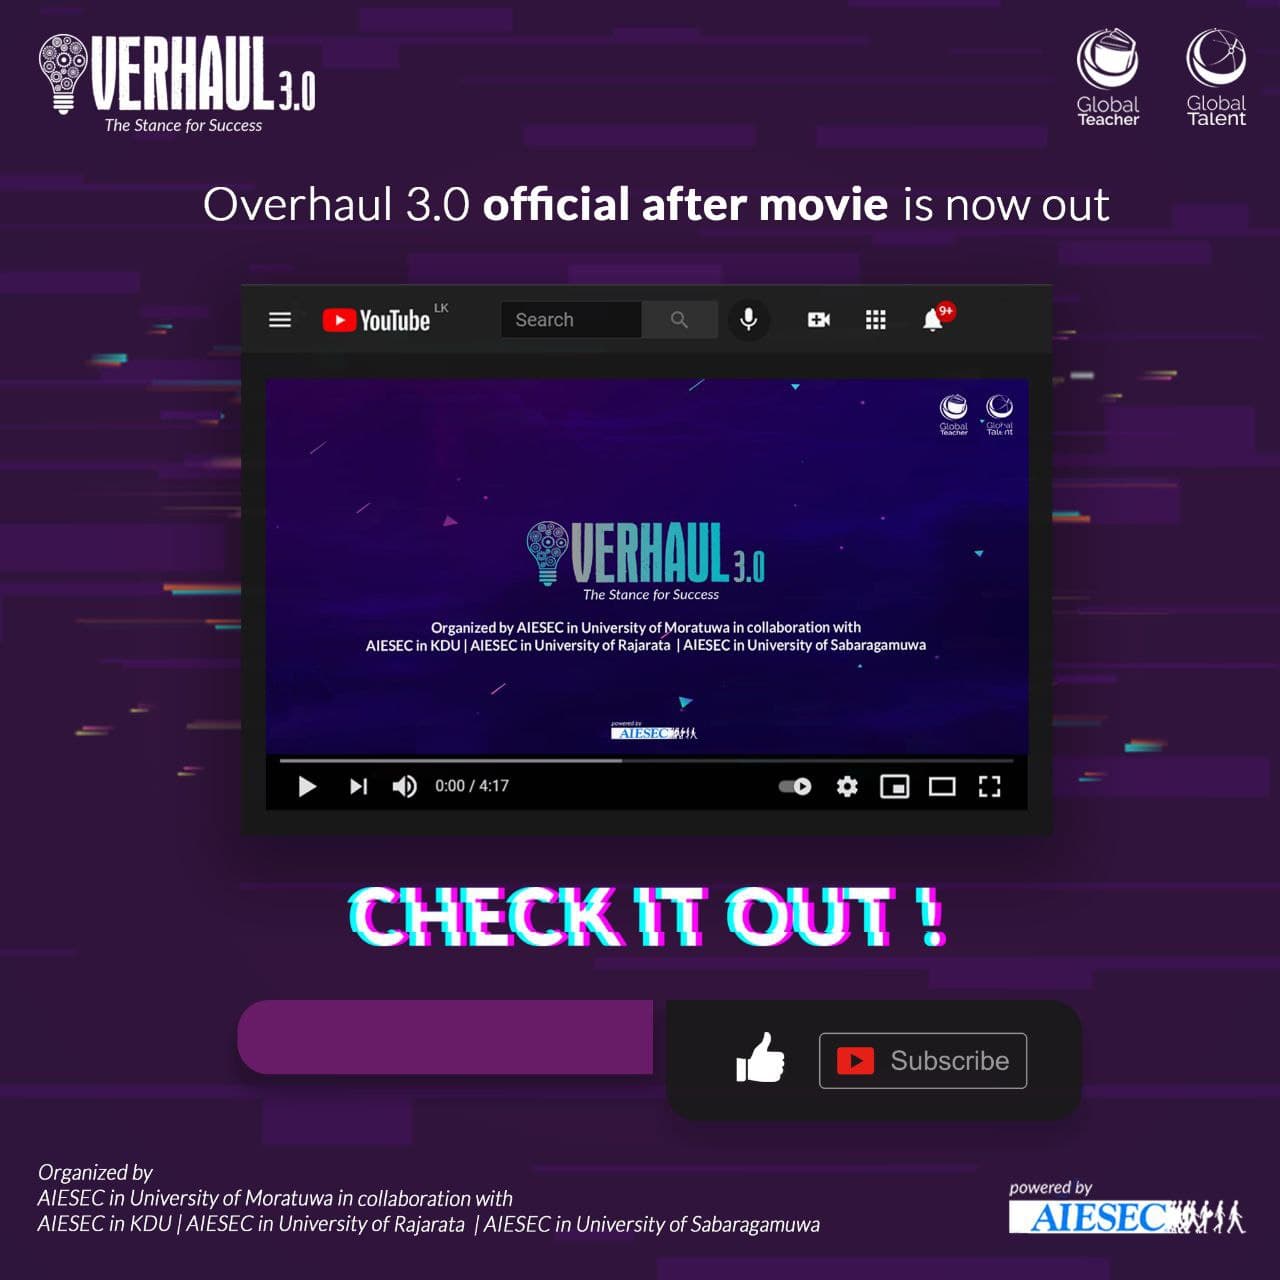 OVERHAUL 3.0
The Stance for Success
Global
Teacher
Global
Talent
Overhaul 3.0 official after movie is now out
YouTube LK
Search
9+
Global
Teacher
Global
Talent
OVERHAUL 3.0
The Stance for Success
Organized by AIESEC in University of Moratuwa in collaboration with
AIESEC in KDU | AIESEC in University of Rajarata | AIESEC in University of Sabaragamuwa
powered by
AIESEC
0:00 / 4:17
CHECK IT OUT !
Subscribe
Organized by
AIESEC in University of Moratuwa in collaboration with
AIESEC in KDU | AIESEC in University of Rajarata | AIESEC in University of Sabaragamuwa
powered by
AIESEC